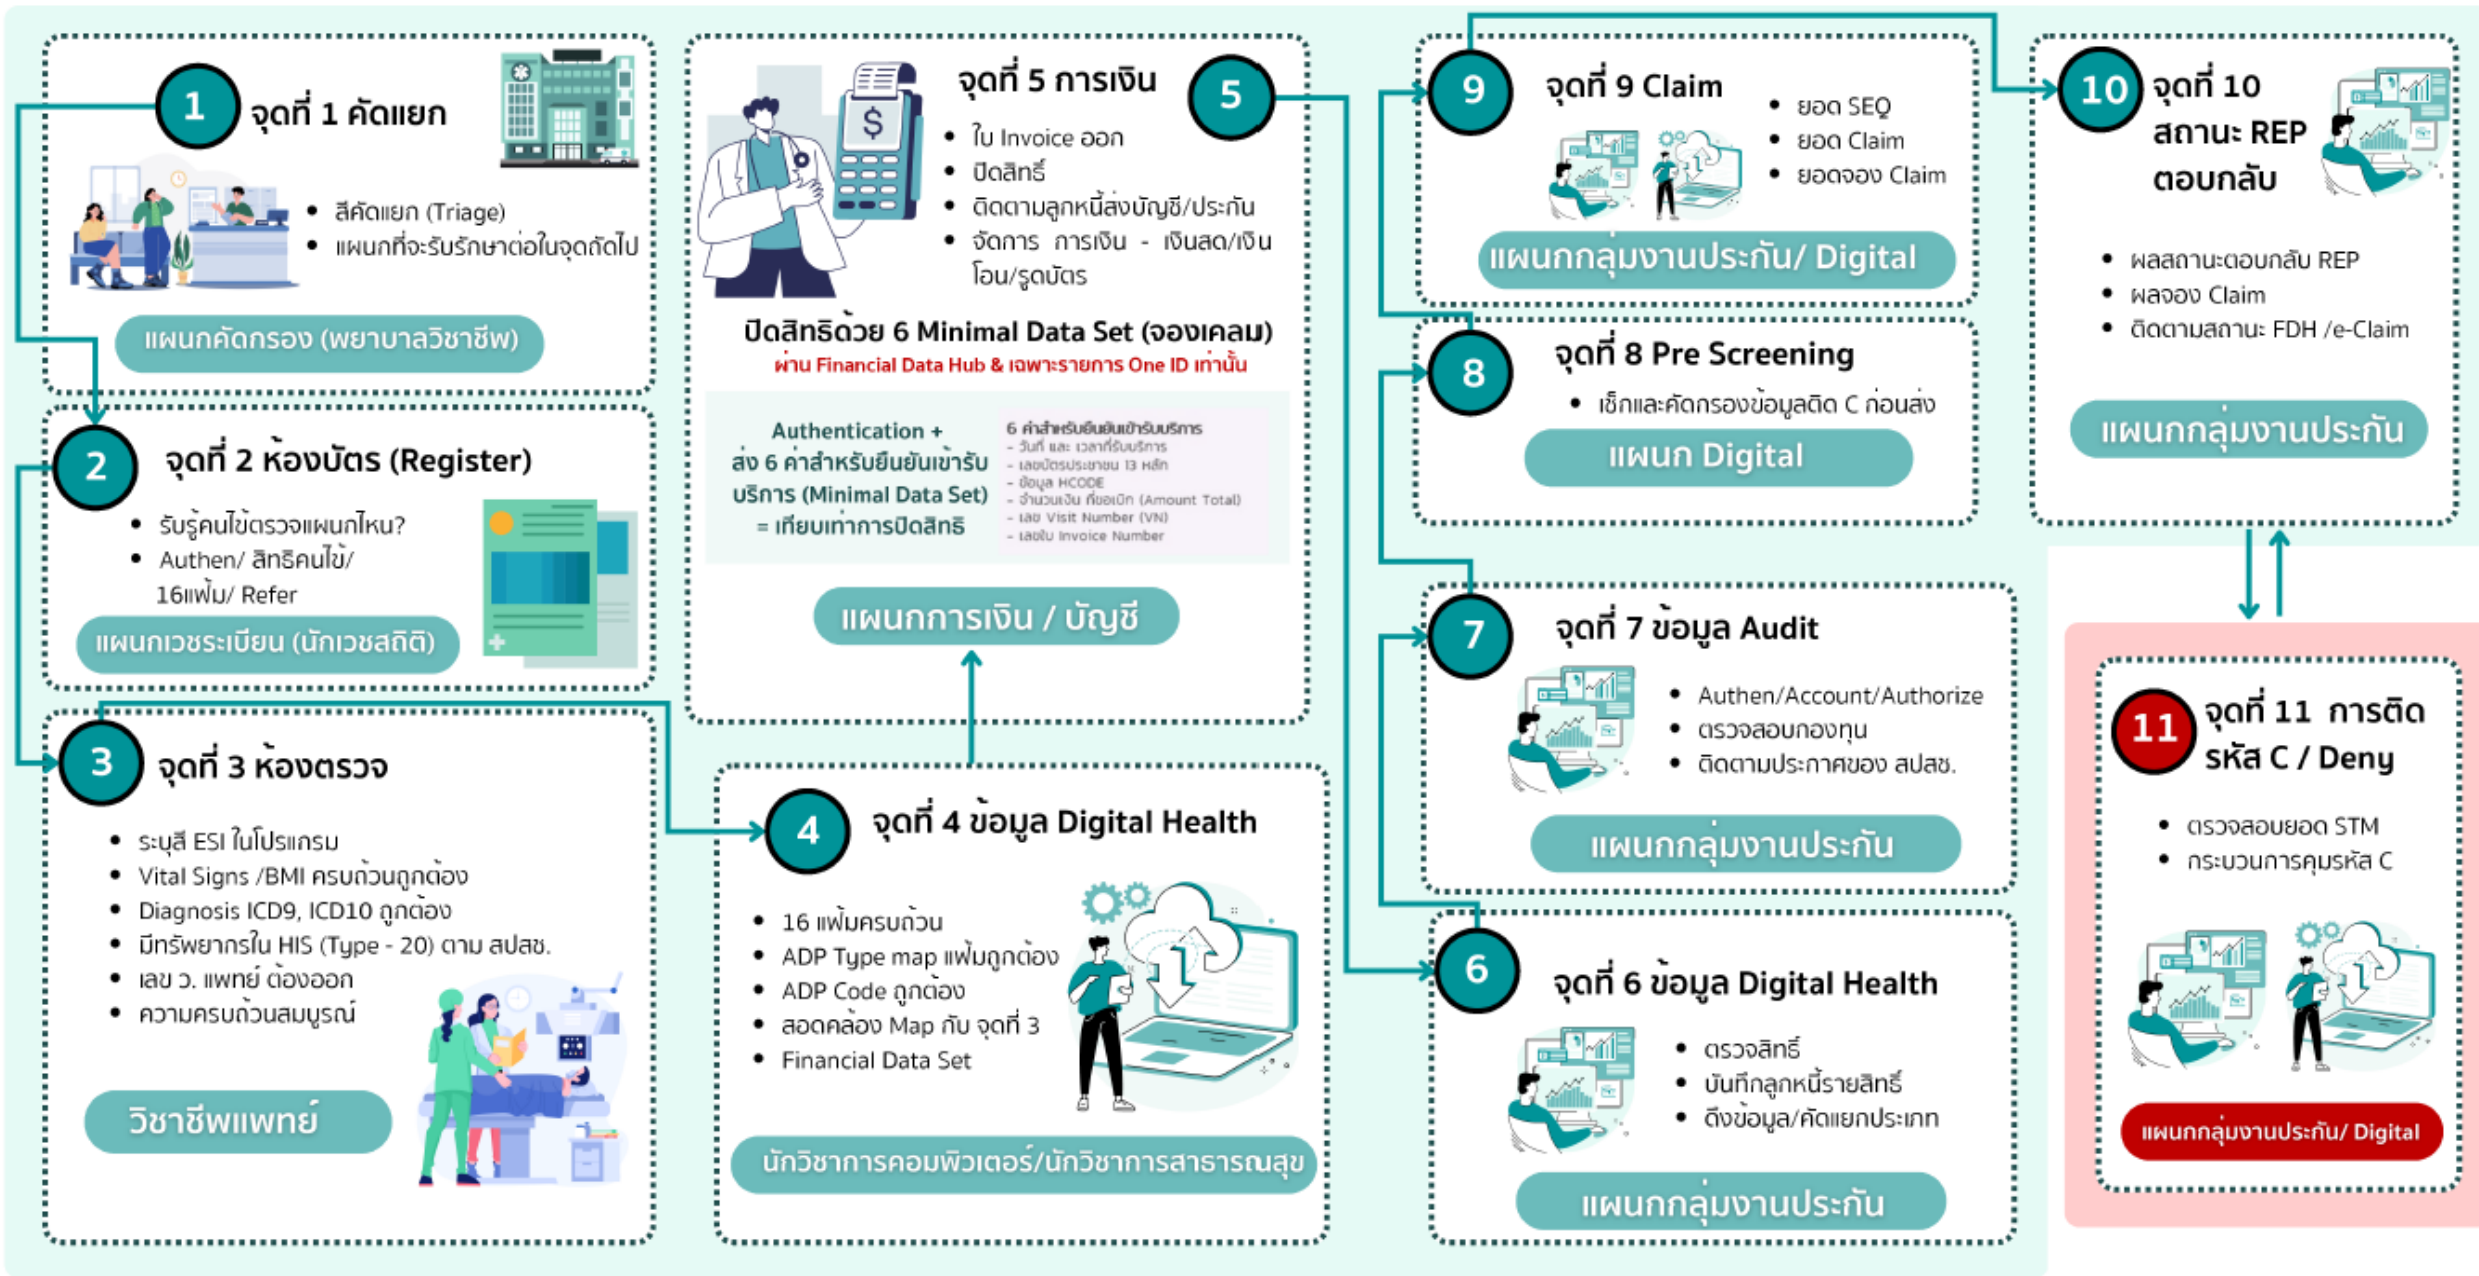 1
จุดที่ 1 คัดแยก
• สีคัดแยก (Triage)
• แผนกที่จะรับรักษาต่อในจุดถัดไป
แผนกคัดกรอง (พยาบาลวิชาชีพ)
2
จุดที่ 2 ห้องบัตร (Register)
• รับรู้คนไข้ตรวจแผนกไหน?
• Authen/ สิทธิคนไข้/
16แฟ้ม/ Refer
แผนกเวชระเบียน (นักเวชสถิติ)
3
จุดที่ 3 ห้องตรวจ
• ระบุสี ESI ในโปรแกรม
• Vital Signs /BMI ครบถ้วนถูกต้อง
• Diagnosis ICD9, ICD10 ถูกต้อง
• มีทรัพยากรใน HIS (Type - 20) ตาม สปสช.
• เลข ว. แพทย์ ต้องออก
• ความครบถ้วนสมบูรณ์
วิชาชีพแพทย์
4
จุดที่ 4 ข้อมูล Digital Health
• 16 แฟ้มครบถ้วน
• ADP Type map แฟ้มถูกต้อง
• ADP Code ถูกต้อง
• สอดคล้อง Map กับ จุดที่ 3
• Financial Data Set
นักวิชาการคอมพิวเตอร์/นักวิชาการสาธารณสุข
จุดที่ 5 การเงิน
5
$
• ใบ Invoice ออก
• ปิดสิทธิ์
• ติดตามลูกหนี้ส่งบัญชี/ประกัน
• จัดการ การเงิน - เงินสด/เงิน
โอน/รูดบัตร
ปิดสิทธิด้วย 6 Minimal Data Set (จองเคลม)
ผ่าน Financial Data Hub & เฉพาะรายการ One ID เท่านั้น
Authentication +
ส่ง 6 ค่าสำหรับยืนยันเข้ารับ
บริการ (Minimal Data Set)
= เทียบเท่าการปิดสิทธิ
6 ค่าสำหรับยืนยันเข้ารับบริการ
- วันที่ และ เวลาที่รับบริการ
- เลขบัตรประชาชน 13 หลัก
- ข้อมูล HCODE
- จำนวนเงิน ที่ขอเบิก (Amount Total)
- เลข Visit Number (VN)
- เลขใบ Invoice Number
แผนกการเงิน / บัญชี
6
จุดที่ 6 ข้อมูล Digital Health
• ตรวจสิทธิ์
• บันทึกลูกหนี้รายสิทธิ์
• ดึงข้อมูล/คัดแยกประเภท
แผนกกลุ่มงานประกัน
7
จุดที่ 7 ข้อมูล Audit
• Authen/Account/Authorize
• ตรวจสอบกองทุน
• ติดตามประกาศของ สปสช.
แผนกกลุ่มงานประกัน
8
จุดที่ 8 Pre Screening
• เช็กและคัดกรองข้อมูลติด C ก่อนส่ง
แผนก Digital
9
จุดที่ 9 Claim
• ยอด SEQ
• ยอด Claim
• ยอดจอง Claim
แผนกกลุ่มงานประกัน/ Digital
10
จุดที่ 10
สถานะ REP
ตอบกลับ
• ผลสถานะตอบกลับ REP
• ผลจอง Claim
• ติดตามสถานะ FDH /e-Claim
แผนกกลุ่มงานประกัน
11
จุดที่ 11 การติด
รหัส C / Deny
• ตรวจสอบยอด STM
• กระบวนการคุมรหัส C
แผนกกลุ่มงานประกัน/ Digital